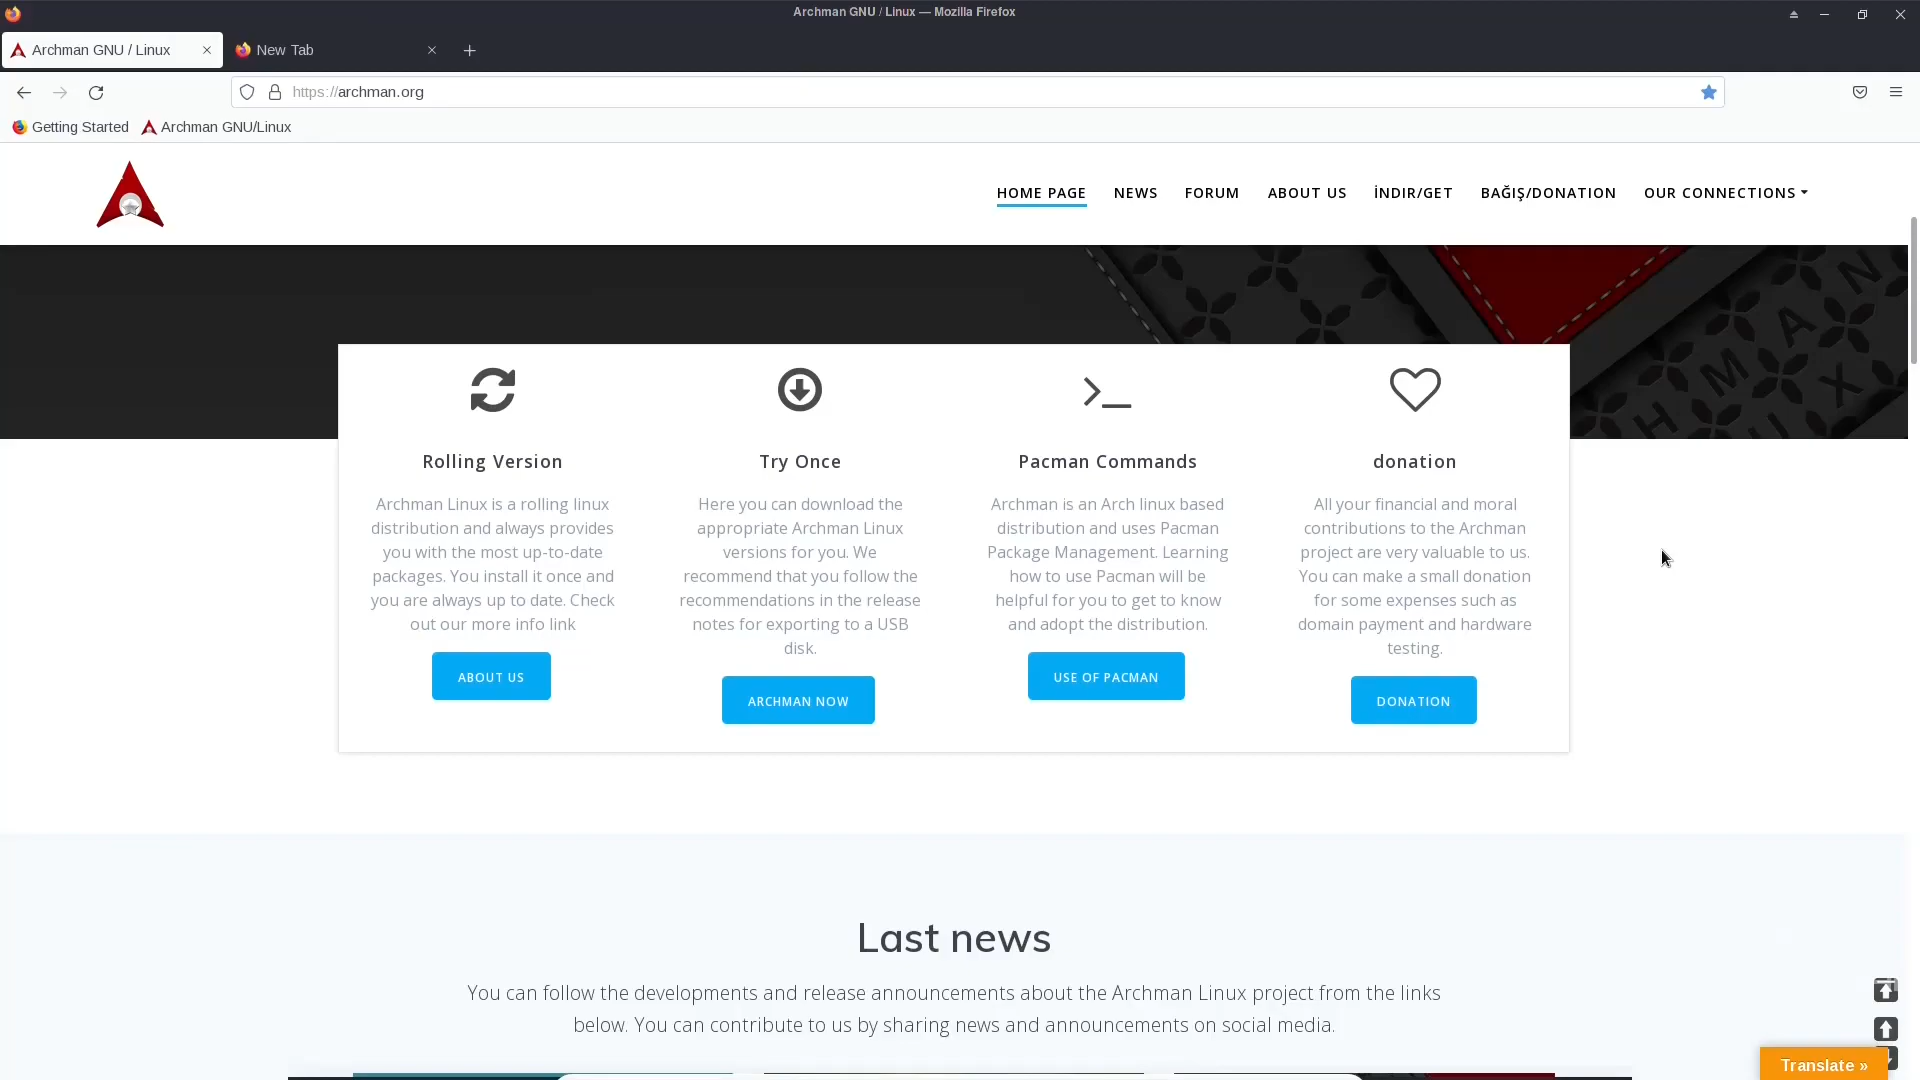 Archman GNU / Linux — Mozilla Firefox
Archman GNU / Linux
New Tab
https://archman.org
Getting Started
Archman GNU/Linux
HOME PAGE
NEWS
FORUM
ABOUT US
İNDIR/GET
BAĞIŞ/DONATION
OUR CONNECTIONS
Rolling Version
Archman Linux is a rolling linux
distribution and always provides
you with the most up-to-date
packages. You install it once and
you are always up to date. Check
out our more info link
ABOUT US
Try Once
Here you can download the
appropriate Archman Linux
versions for you. We
recommend that you follow the
recommendations in the release
notes for exporting to a USB
disk.
ARCHMAN NOW
Pacman Commands
Archman is an Arch linux based
distribution and uses Pacman
Package Management. Learning
how to use Pacman will be
helpful for you to get to know
and adopt the distribution.
USE OF PACMAN
donation
All your financial and moral
contributions to the Archman
project are very valuable to us.
You can make a small donation
for some expenses such as
domain payment and hardware
testing.
DONATION
Last news
You can follow the developments and release announcements about the Archman Linux project from the links
below. You can contribute to us by sharing news and announcements on social media.
Translate »